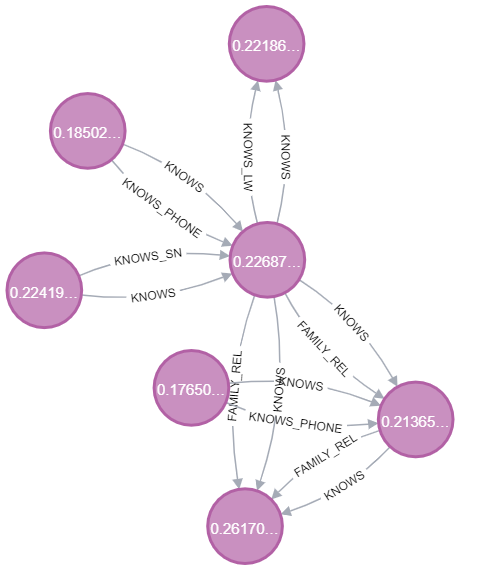 0.22186...
0.18502...
KNOWS
KNOWS_PHONE
KNOWS_LW
KNOWS
KNOWS_SN
KNOWS
0.22419...
0.22687...
KNOWS
FAMILY_REL
FAMILY_REL
KNOWS
0.17650...
KNOWS
KNOWS_PHONE
0.21365...
FAMILY_REL
KNOWS
0.26170...